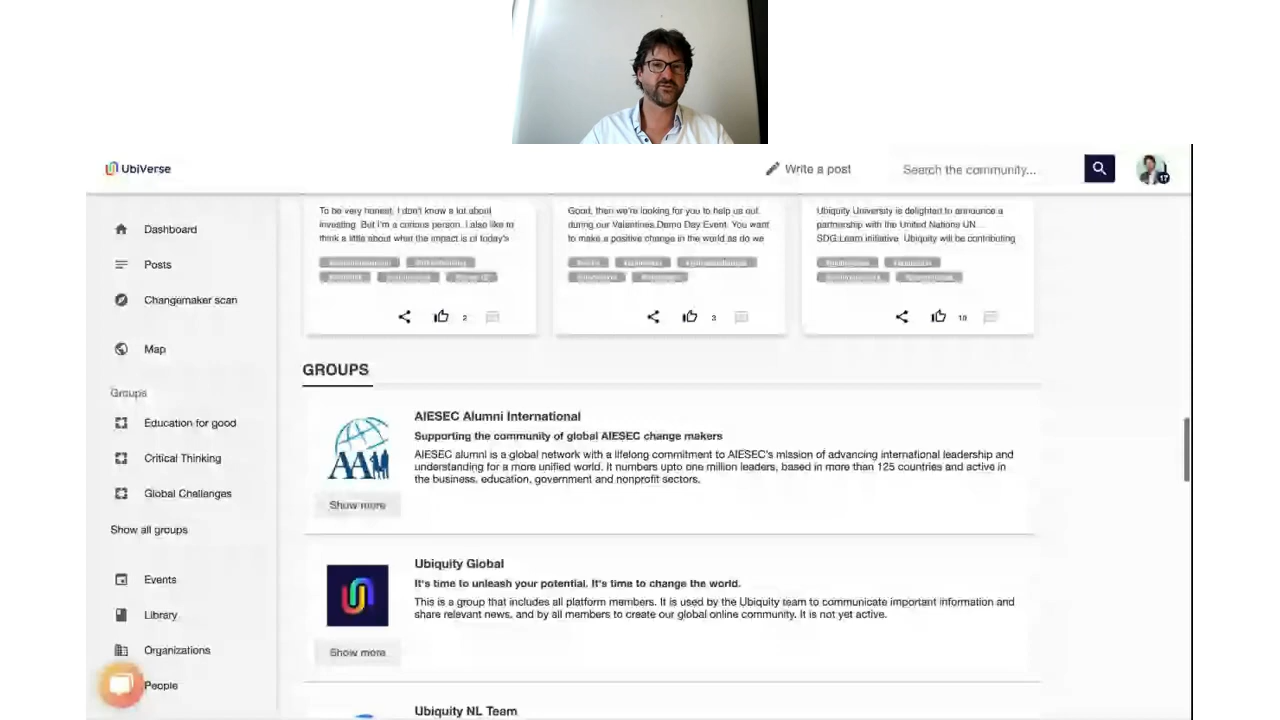 UbiVerse
Write a post
Search the community...
17
Dashboard
Posts
Changemaker scan
Map
Groups
Education for good
Critical Thinking
Global Challenges
Show all groups
Events
Library
Organizations
People
To be very honest, I don't know a lot about
investing. But I'm a curious person. I also like to
think a little about what the impact is of today's
2
Good, then we're looking for you to help us out
during our Valentines Demo Day Event. You want
to make a positive change in the world as do we
3
Ubiquity University is delighted to announce a
partnership with the United Nations UN
SDG:Learn initiative Ubiquity will be contributing
10
GROUPS
AIESEC Alumni International
Supporting the community of global AIESEC change makers
AIESEC alumni is a global network with a lifelong commitment to AIESEC's mission of advancing international leadership and
understanding for a more unified world. It numbers upto one million leaders, based in more than 125 countries and active in
the business, education, government and nonprofit sectors.
AA
Show more
Ubiquity Global
It's time to unleash your potential. It's time to change the world.
This is a group that includes all platform members. It is used by the Ubiquity team to communicate important information and
share relevant news, and by all members to create our global online community. It is not yet active.
Show more
Ubiquity NL Team